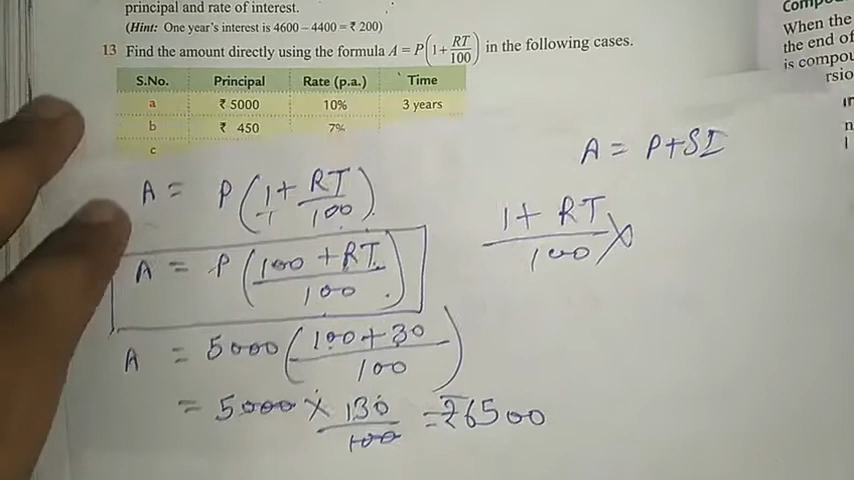 principal and rate of interest.
(Hint: One year's interest is 4600 – 4400 = ₹ 200)
13 Find the amount directly using the formula A = P(1+RT/100) in the following cases.
S.No. Principal Rate (p.a.) Time
a ₹ 5000 10% 3 years
b ₹ 450 7%
c
A = P(1+RT/100)
A = P(100+RT/100)
A = 5000(100+30/100)
= 5000 × 130/100 = ₹6500
A = P+SI
1+RT/100 ×
When the
the end of
is compou